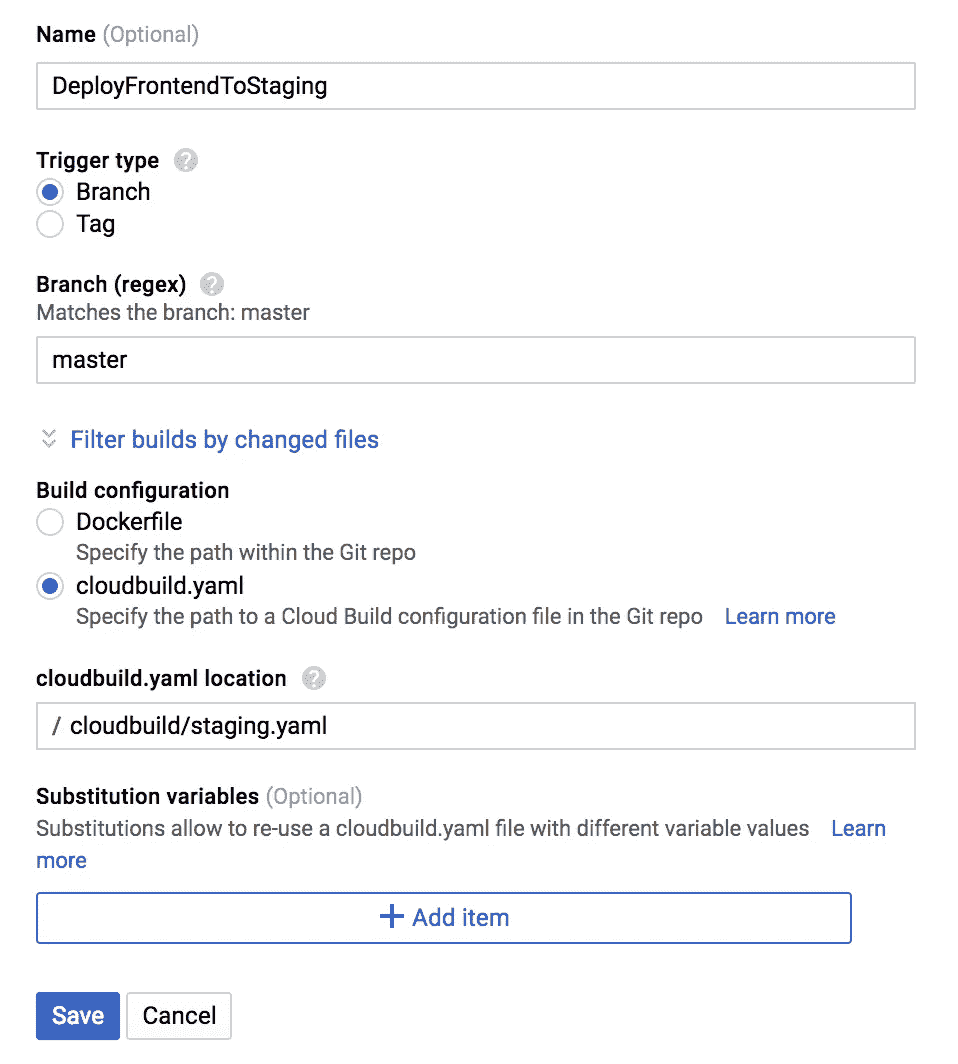 Name (Optional)
DeployFrontendToStaging
Trigger type ?
Branch
Tag
Branch (regex) ?
Matches the branch: master
master
Filter builds by changed files
Build configuration
Dockerfile
Specify the path within the Git repo
cloudbuild.yaml
Specify the path to a Cloud Build configuration file in the Git repo Learn more
cloudbuild.yaml location ?
/ cloudbuild/staging.yaml
Substitution variables (Optional)
Substitutions allow to re-use a cloudbuild.yaml file with different variable values Learn
more
+ Add item
Save Cancel